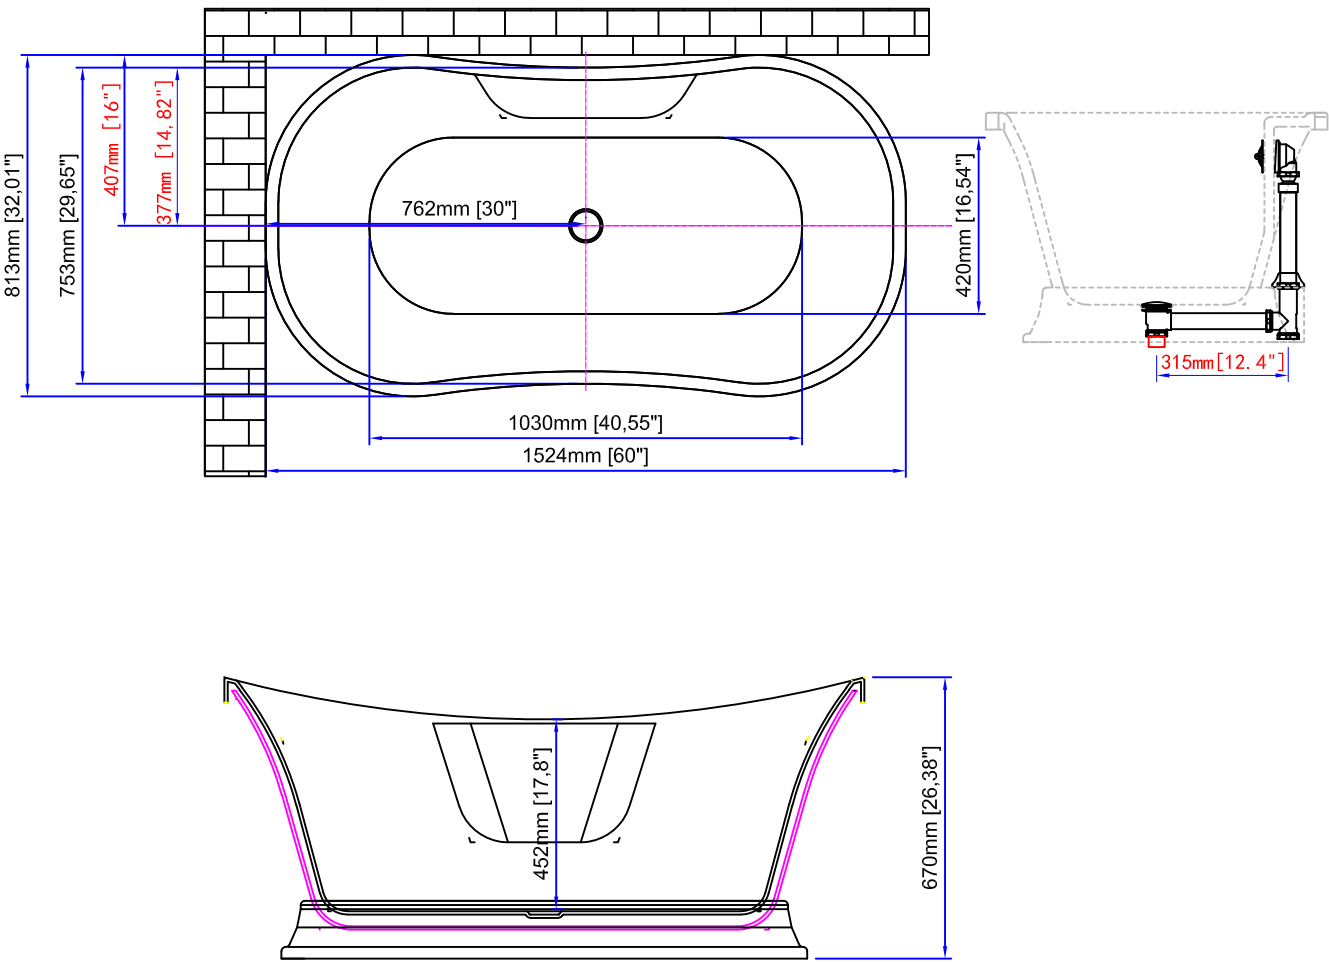 813mm [32,01"]
753mm [29,65"]
407mm [16"]
377mm [14, 82"]
762mm [30"]
420mm [16,54"]
1030mm [40,55"]
1524mm [60"]
315mm[12. 4"]
452mm [17,8"]
670mm [26,38"]